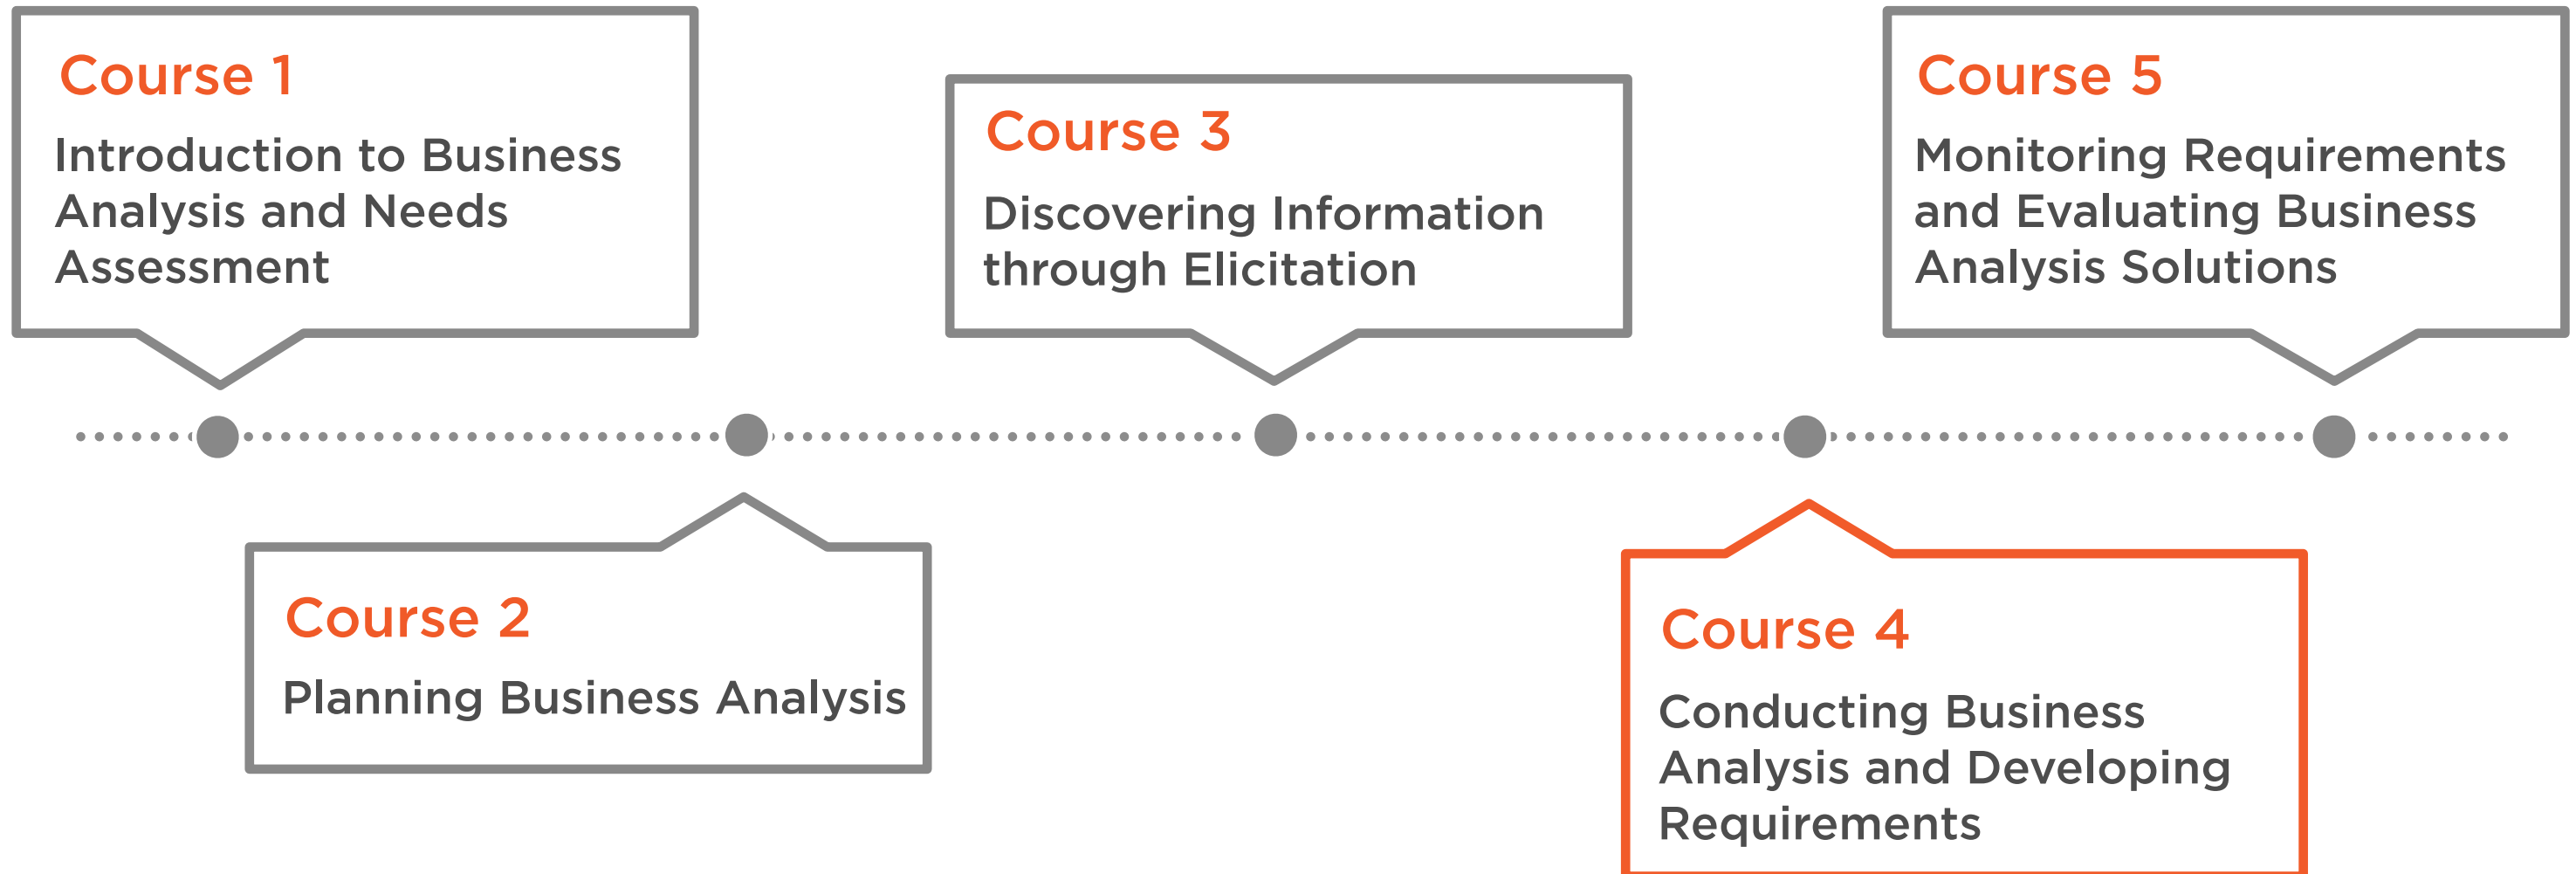 Course 1
Introduction to Business
Analysis and Needs
Assessment
Course 2
Planning Business Analysis
Course 3
Discovering Information
through Elicitation
Course 4
Conducting Business
Analysis and Developing
Requirements
Course 5
Monitoring Requirements
and Evaluating Business
Analysis Solutions